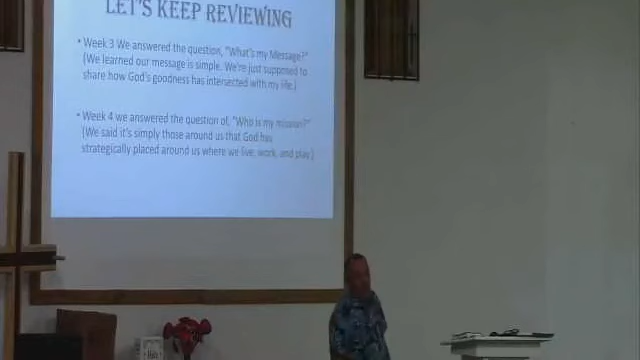 LET'S KEEP REVIEWING
• Week 3 We answered the question, "What's my Message?"
(We learned our message is simple. We're just supposed to
share how God's goodness has intersected with my life.)
• Week 4 we answered the question of, "Who is my mission?"
(We said it's simply those around us that God has
strategically placed around us where we live, work, and play.)
Holy